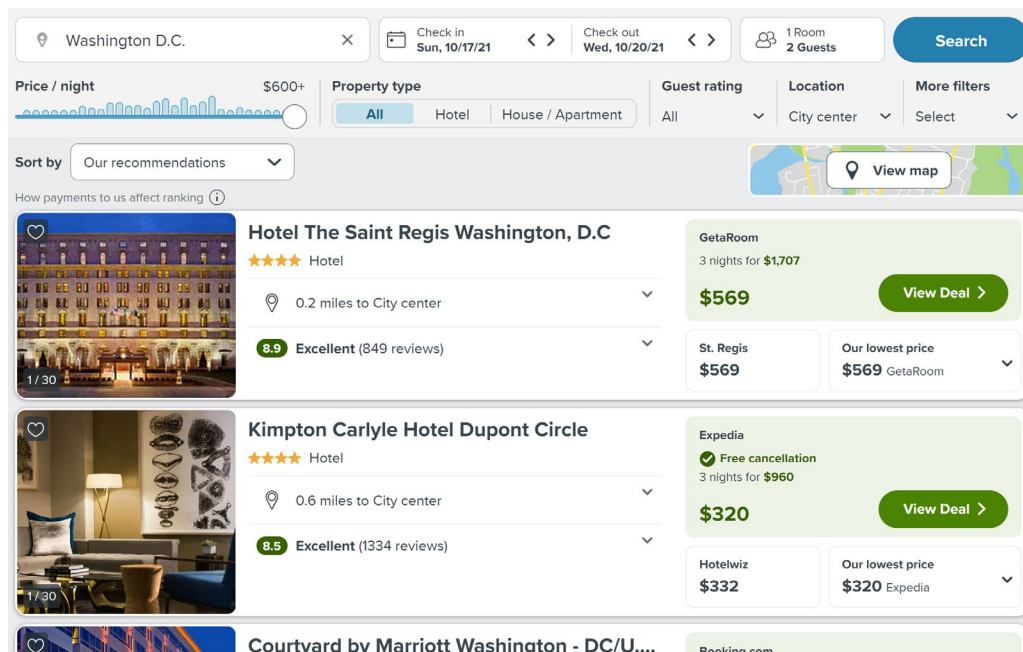 Washington D.C.
Check in
Sun, 10/17/21
Check out
Wed, 10/20/21
1 Room
2 Guests
Search
Price / night
$600+
Property type
All
Hotel
House / Apartment
Guest rating
All
Location
City center
More filters
Select
Sort by
Our recommendations
View map
How payments to us affect ranking
Hotel The Saint Regis Washington, D.C
Hotel
0.2 miles to City center
8.9 Excellent (849 reviews)
1 / 30
GetaRoom
3 nights for $1,707
$569
View Deal
St. Regis
$569
Our lowest price
$569 GetaRoom
Kimpton Carlyle Hotel Dupont Circle
Hotel
0.6 miles to City center
8.5 Excellent (1334 reviews)
1 / 30
Expedia
Free cancellation
3 nights for $960
$320
View Deal
Hotelwiz
$332
Our lowest price
$320 Expedia
Courtyard by Marriott Washington - DC/U....
Booking.com